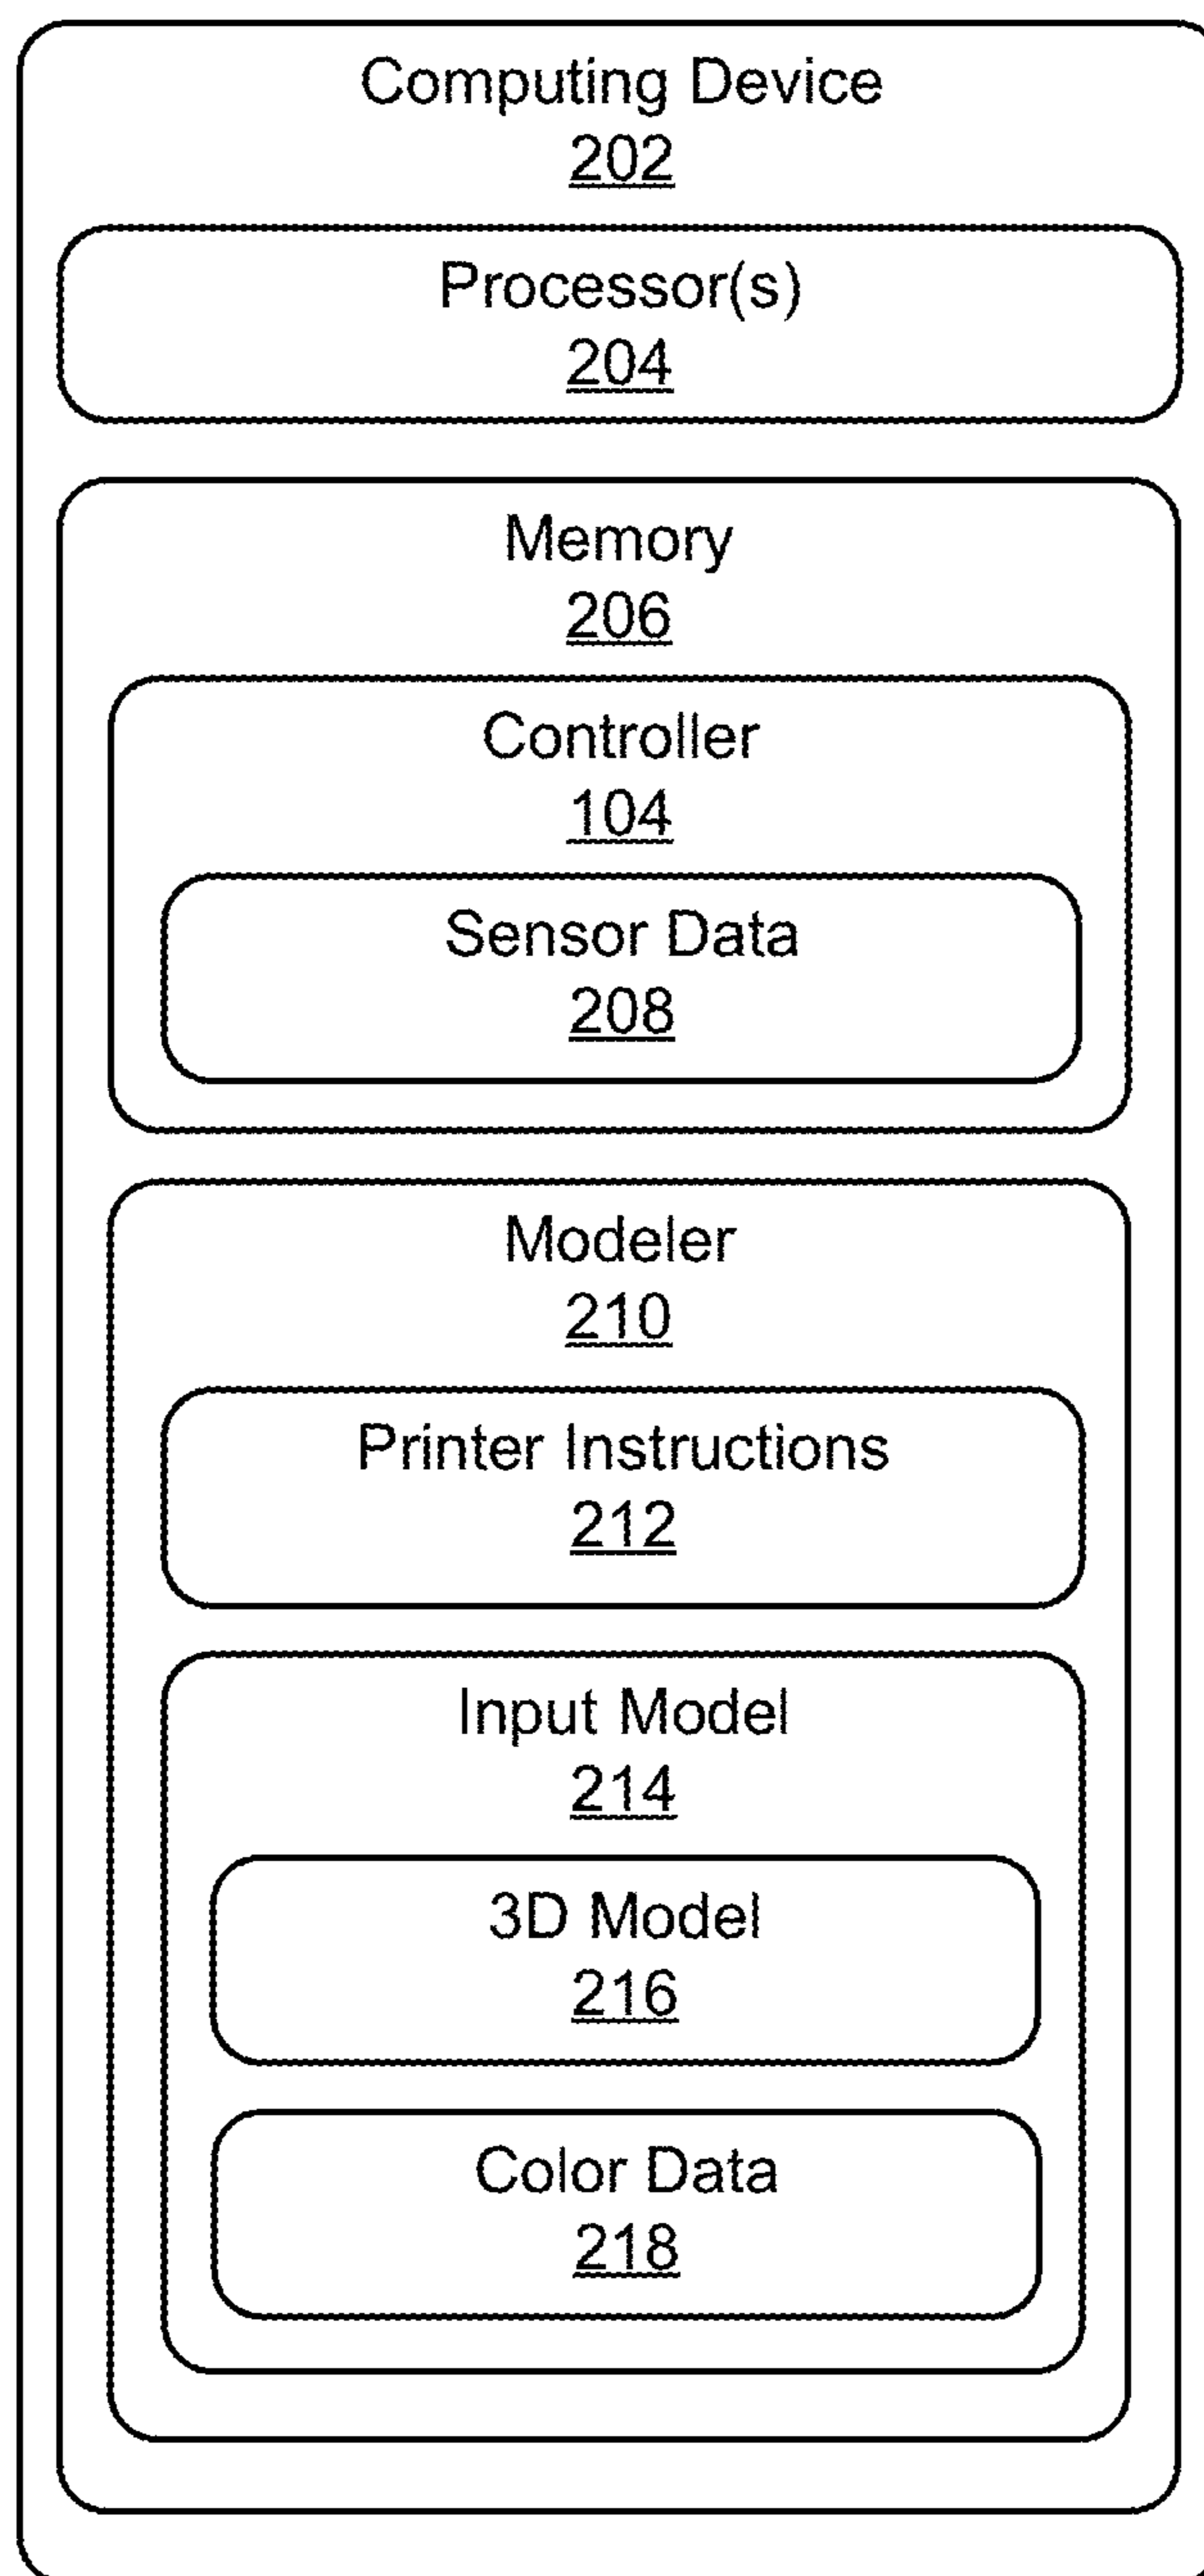 Computing Device
202
Processor(s)
204
Memory
206
Controller
104
Sensor Data
208
Modeler
210
Printer Instructions
212
Input Model
214
3D Model
216
Color Data
218